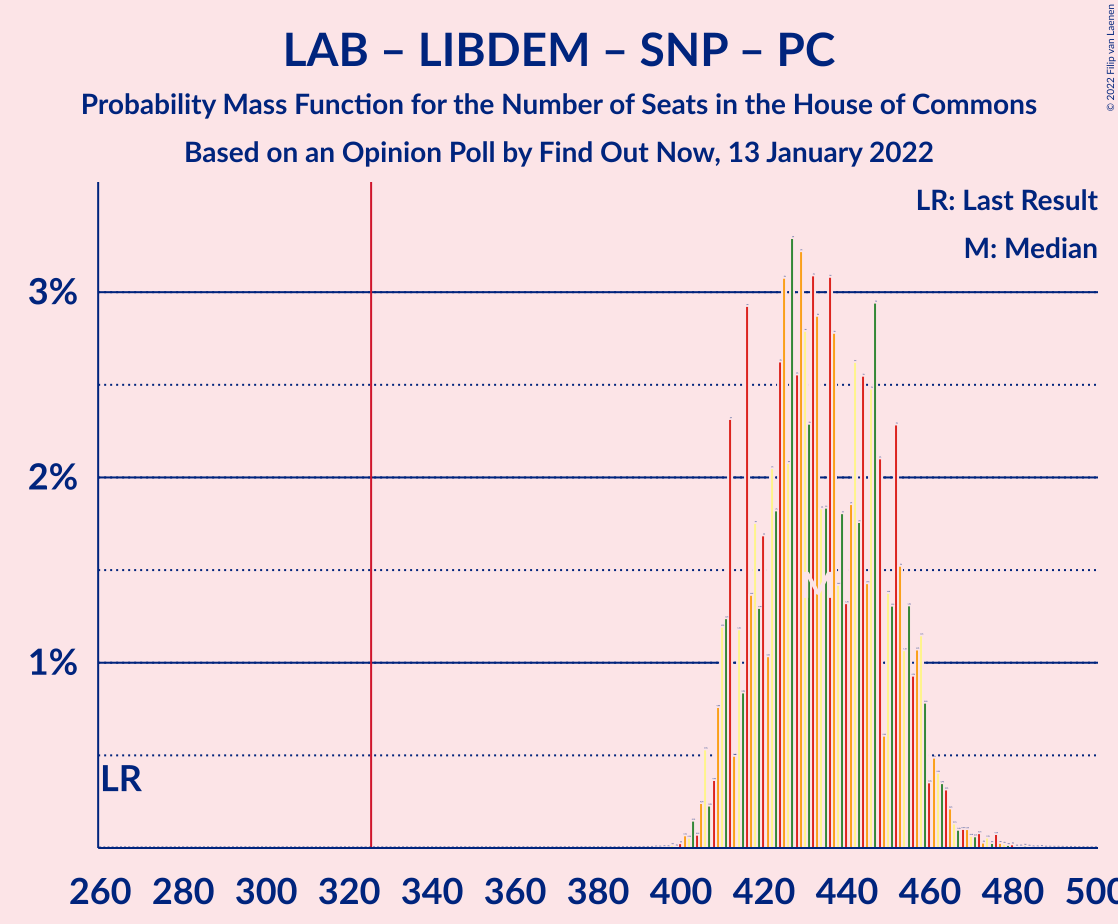 LAB – LIBDEM – SNP – PC
Probability Mass Function for the Number of Seats in the House of Commons
Based on an Opinion Poll by Find Out Now, 13 January 2022
© 2022 Filip van Laenen
LR: Last Result
M: Median
3%
2%
1%
LR
M
260 280 300 320 340 360 380 400 420 440 460 480 500